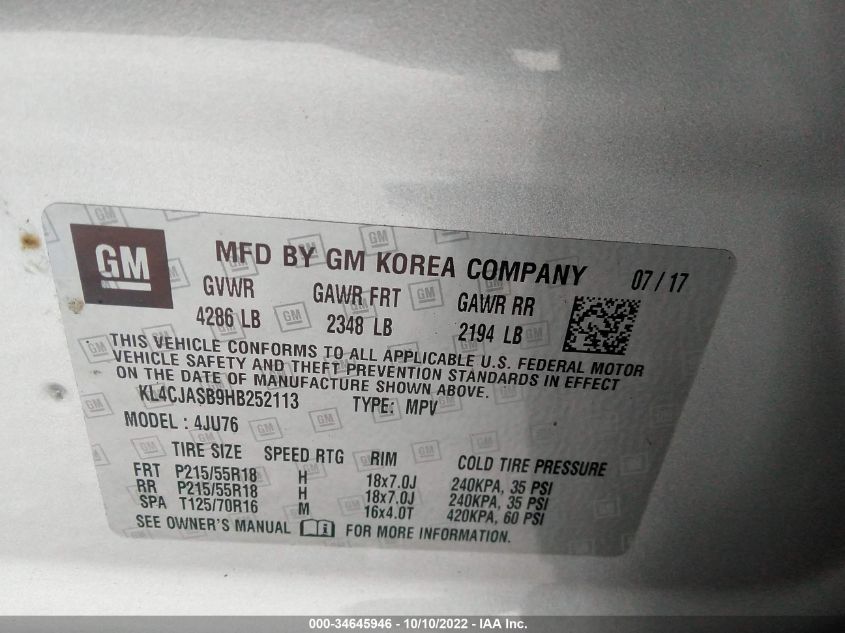 GM
MFD BY GM KOREA COMPANY 07/17
GVWR GAWR FRT GAWR RR
4286 LB 2348 LB 2194 LB
THIS VEHICLE CONFORMS TO ALL APPLICABLE U.S. FEDERAL MOTOR
VEHICLE SAFETY AND THEFT PREVENTION STANDARDS IN EFFECT
ON THE DATE OF MANUFACTURE SHOWN ABOVE.
KL4CJASB9HB252113 TYPE: MPV
MODEL : 4JU76
TIRE SIZE SPEED RTG RIM COLD TIRE PRESSURE
FRT P215/55R18 H 18x7.0J 240KPA, 35 PSI
RR P215/55R18 H 18x7.0J 240KPA, 35 PSI
SPA T125/70R16 M 16x4.0T 420KPA, 60 PSI
SEE OWNER'S MANUAL i FOR MORE INFORMATION.
000-34645946 - 10/10/2022 - IAA Inc.